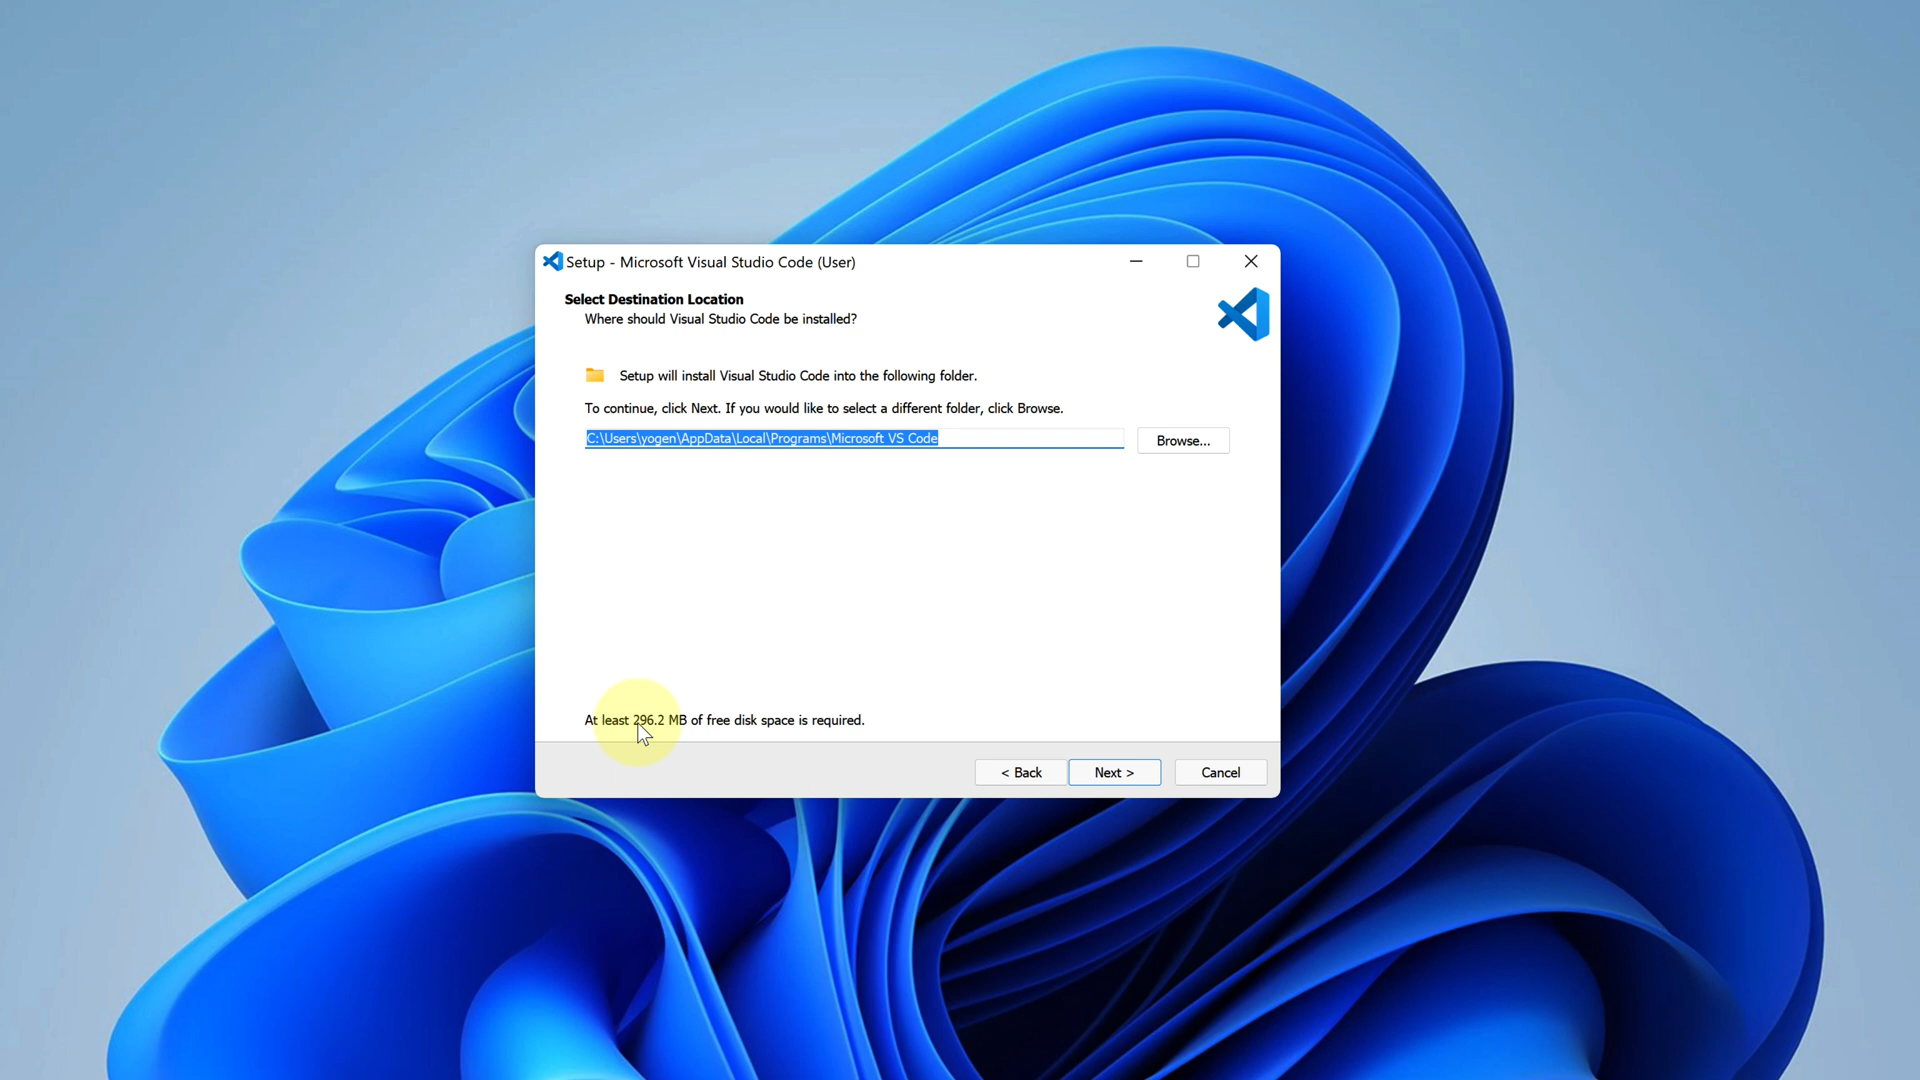 Setup - Microsoft Visual Studio Code (User)
Select Destination Location
Where should Visual Studio Code be installed?
Setup will install Visual Studio Code into the following folder.
To continue, click Next. If you would like to select a different folder, click Browse.
C:\Users\yogen\AppData\Local\Programs\Microsoft VS Code
Browse...
At least 296.2 MB of free disk space is required.
< Back
Next >
Cancel